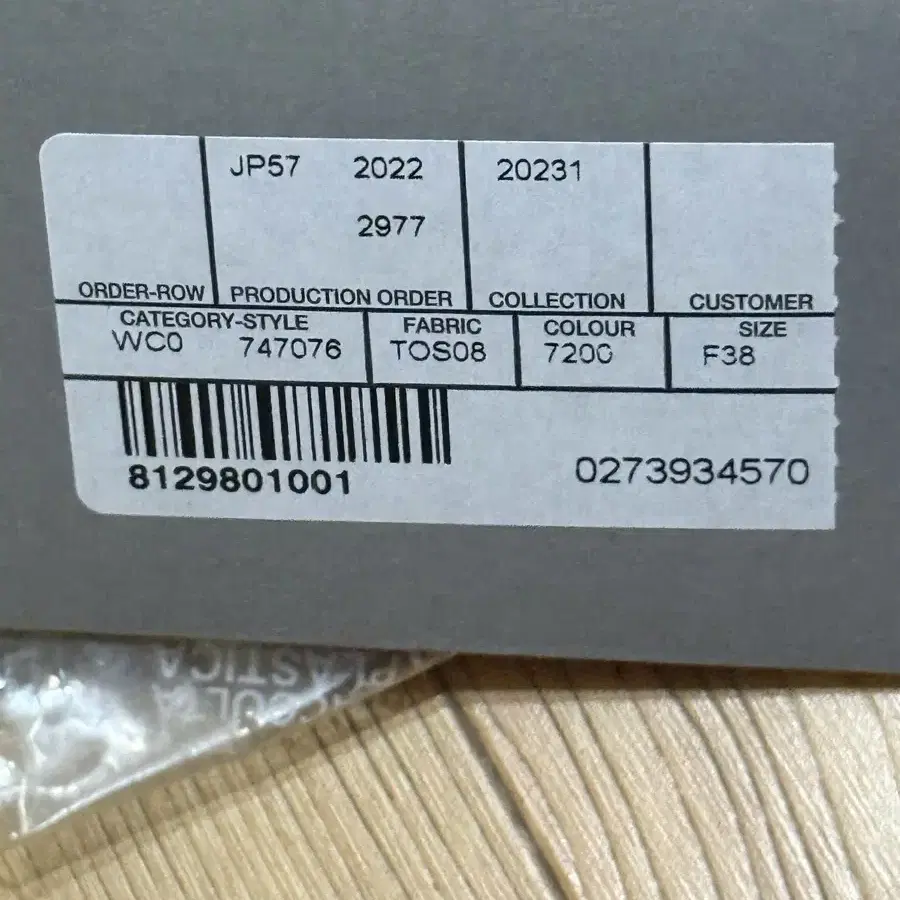 JP57 2022 20231
2977
ORDER-ROW PRODUCTION ORDER COLLECTION CUSTOMER
CATEGORY-STYLE FABRIC COLOUR SIZE
WC0 747076 TOS08 7200 F38
8129801001 0273934570
PLASTICA